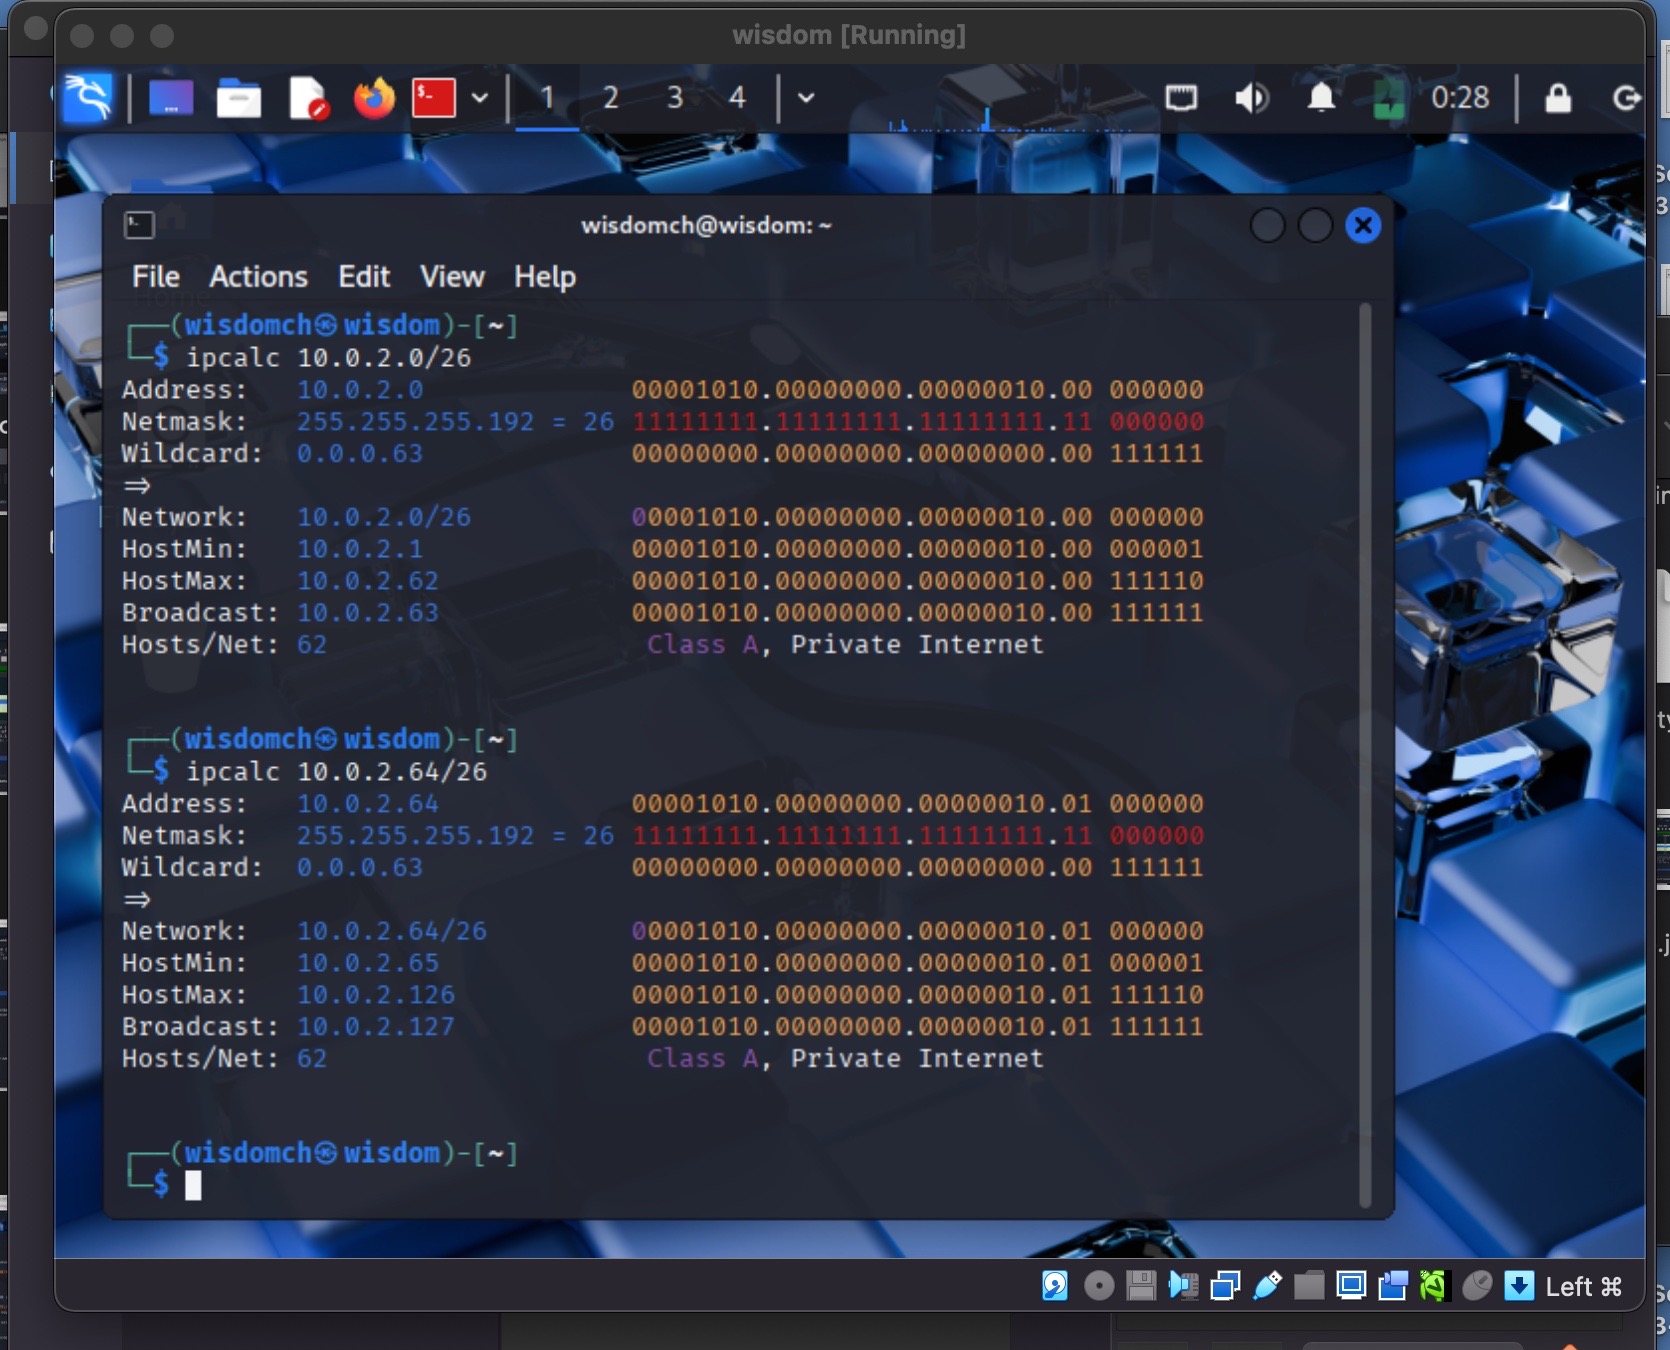 wisdom [Running]
1 2 3 4 0:28
wisdomch@wisdom: ~
File Actions Edit View Help
┌──(wisdomch㉿wisdom)-[~]
└─$ ipcalc 10.0.2.0/26
Address: 10.0.2.0 00001010.00000000.00000010.00 000000
Netmask: 255.255.255.192 = 26 11111111.11111111.11111111.11 000000
Wildcard: 0.0.0.63 00000000.00000000.00000000.00 111111
⇒
Network: 10.0.2.0/26 00001010.00000000.00000010.00 000000
HostMin: 10.0.2.1 00001010.00000000.00000010.00 000001
HostMax: 10.0.2.62 00001010.00000000.00000010.00 111110
Broadcast: 10.0.2.63 00001010.00000000.00000010.00 111111
Hosts/Net: 62 Class A, Private Internet
┌──(wisdomch㉿wisdom)-[~]
└─$ ipcalc 10.0.2.64/26
Address: 10.0.2.64 00001010.00000000.00000010.01 000000
Netmask: 255.255.255.192 = 26 11111111.11111111.11111111.11 000000
Wildcard: 0.0.0.63 00000000.00000000.00000000.00 111111
⇒
Network: 10.0.2.64/26 00001010.00000000.00000010.01 000000
HostMin: 10.0.2.65 00001010.00000000.00000010.01 000001
HostMax: 10.0.2.126 00001010.00000000.00000010.01 111110
Broadcast: 10.0.2.127 00001010.00000000.00000010.01 111111
Hosts/Net: 62 Class A, Private Internet
┌──(wisdomch㉿wisdom)-[~]
└─$
Left ⌘